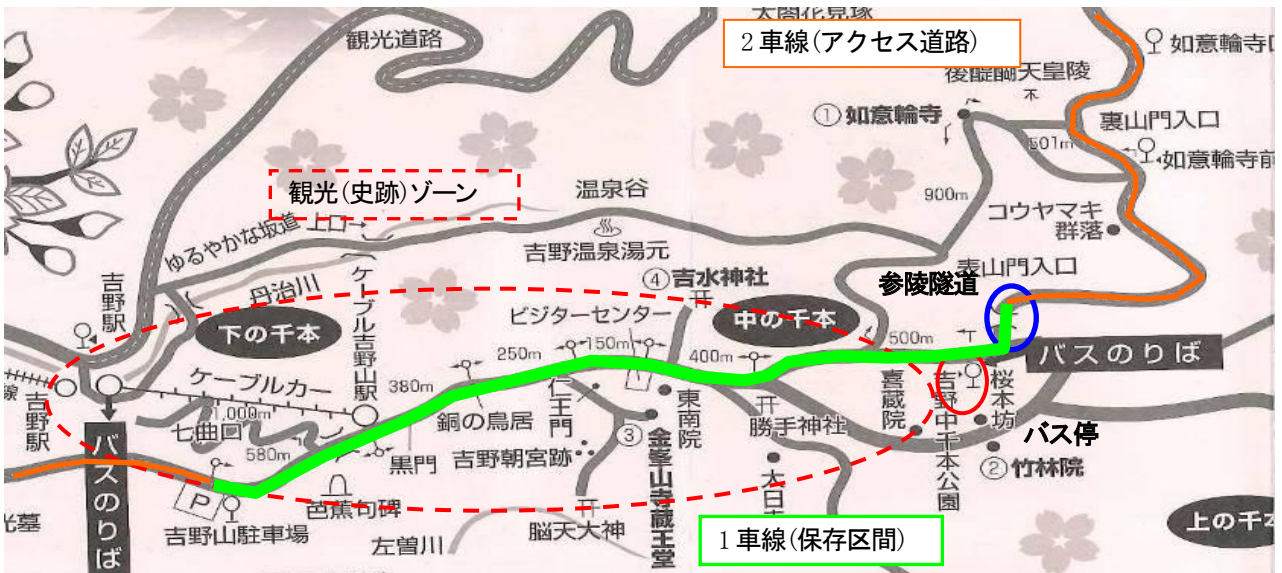 太閤花見塚
観光道路
2車線(アクセス道路)
如意輪寺口
後醍醐天皇陵
①如意輪寺
裏山門入口
501m
如意輪寺前
観光(史跡)ゾーン
温泉谷
900m
コウヤマキ
群落
ゆるやかな坂道 上口→
吉野温泉湯元
④吉水神社
表山門入口
参陵隧道
吉野駅
丹治川
ケーブル吉野山駅
ビジターセンター
下の千本
中の千本
250m
150m
400m
500m
バスのりば
ケーブルカー
380m
線
吉野駅
1,009m
七曲回
580m
銅の鳥居
仁王門
東南院
勝手神社
喜蔵院
吉野中千本公園
桜本坊
バス停
バスのりば
黒門
吉野朝宮跡
③金峯山寺蔵王堂
②竹林院
P
芭蕉句碑
吉野山駐車場
左曽川
脳天大神
1車線(保存区間)
上の千本
光墓